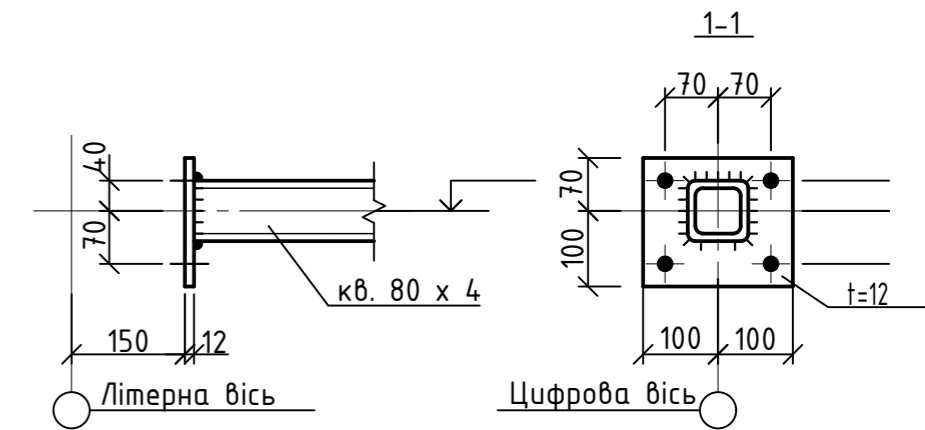 1-1
70 70
40
70
70
100
кв. 80 х 4
t=12
150 12
100 100
Літерна вісь
Цифрова вісь